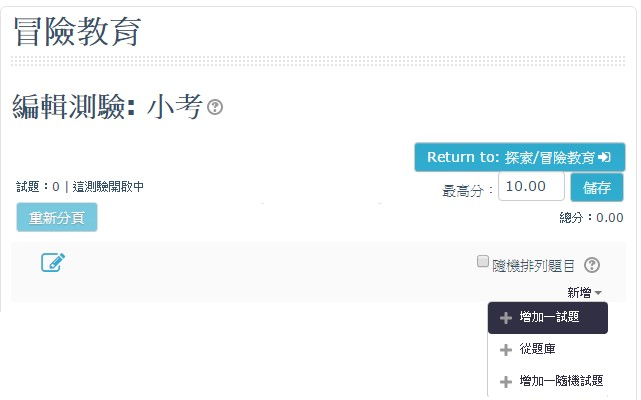 冒險教育
編輯測驗: 小考
Return to: 探索/冒險教育
試題：0 | 這測驗開啟中
最高分： 10.00 儲存
重新分頁
總分：0.00
隨機排列題目
新增
增加一試題
從題庫
增加一隨機試題